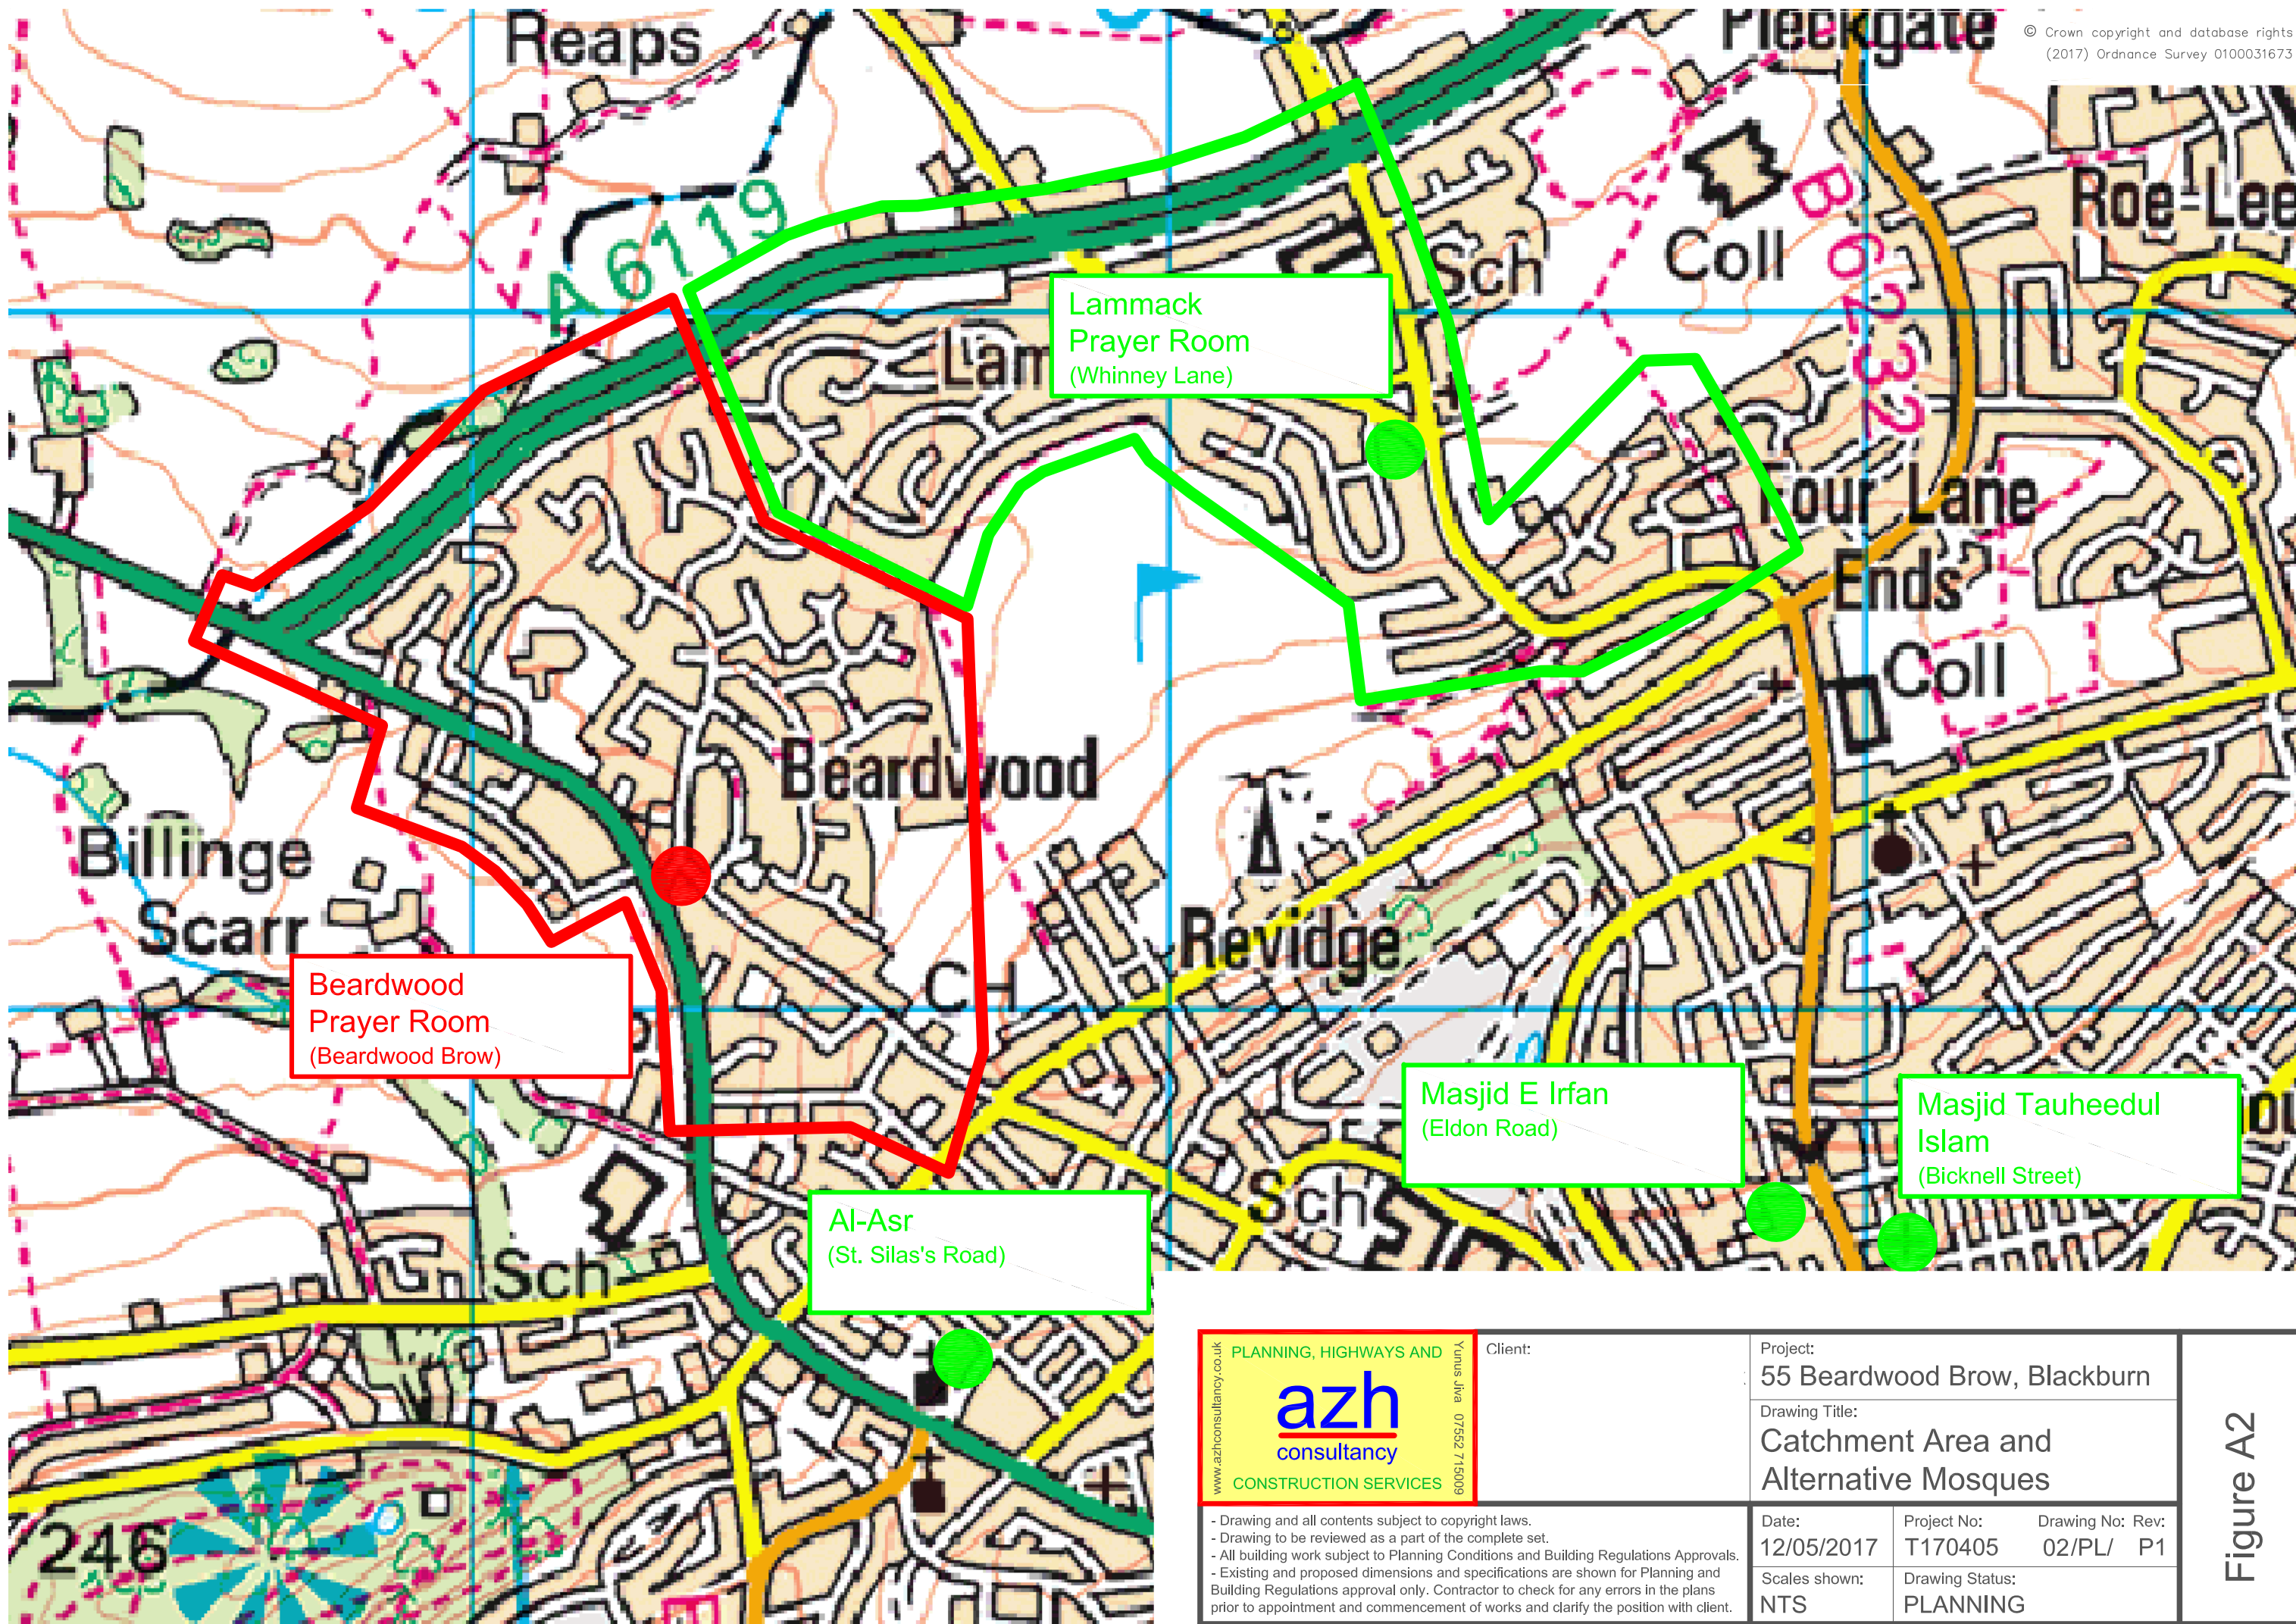 Reaps
Pleckgate
© Crown copyright and database rights
(2017) Ordnance Survey 0100031673
A 6119
B 6232
Roe-Lee
Coll
Sch
Lam
Lammack
Prayer Room
(Whinney Lane)
Four Lane
Ends
Coll
Beardwood
Billinge
Scarr
Revidge
CH
Beardwood
Prayer Room
(Beardwood Brow)
Masjid E Irfan
(Eldon Road)
Masjid Tauheedul
Islam
(Bicknell Street)
Al-Asr
(St. Silas's Road)
Sch
Sch
246
www.azhconsultancy.co.uk
PLANNING, HIGHWAYS AND
azh
consultancy
CONSTRUCTION SERVICES
Yunus Jiva 07552 715009
Client:
Project:
55 Beardwood Brow, Blackburn
Drawing Title:
Catchment Area and
Alternative Mosques
- Drawing and all contents subject to copyright laws.
- Drawing to be reviewed as a part of the complete set.
- All building work subject to Planning Conditions and Building Regulations Approvals.
- Existing and proposed dimensions and specifications are shown for Planning and
Building Regulations approval only. Contractor to check for any errors in the plans
prior to appointment and commencement of works and clarify the position with client.
Date:
12/05/2017
Project No:
T170405
Drawing No: Rev:
02/PL/ P1
Scales shown:
NTS
Drawing Status:
PLANNING
Figure A2